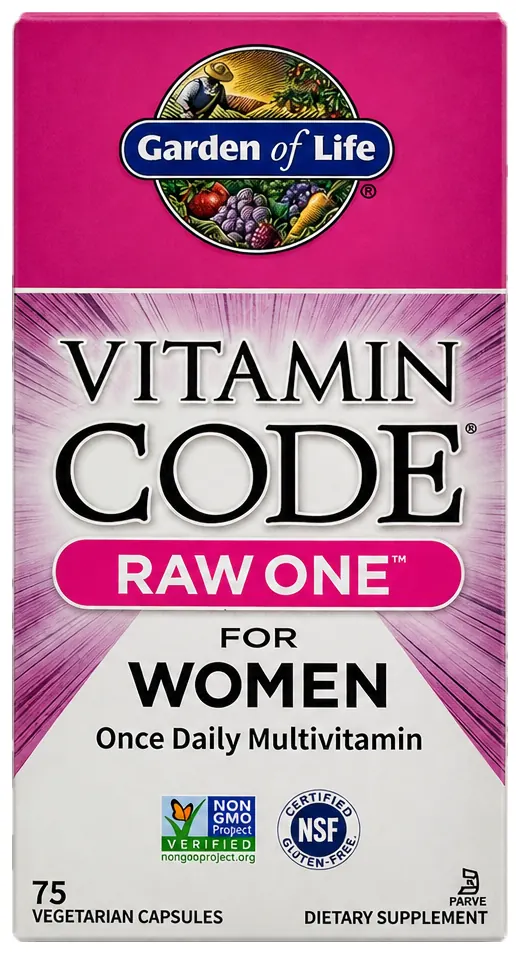 Garden of Life
®
VITAMIN
CODE®
RAW ONE™
FOR
WOMEN
Once Daily Multivitamin
NON
GMO
Project
VERIFIED
nongooproject.org
CERTIFIED
NSF
GLUTEN-FREE.
75
VEGETARIAN CAPSULES
PARVE
DIETARY SUPPLEMENT